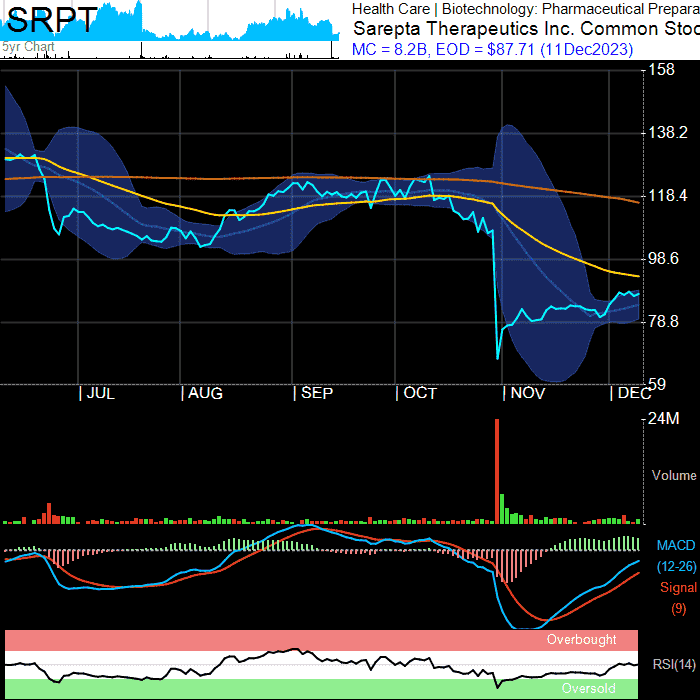 SRPT
5yr Chart
Health Care | Biotechnology: Pharmaceutical Prepara
Sarepta Therapeutics Inc. Common Stoc
MC = 8.2B, EOD = $87.71 (11Dec2023)
158
138.2
118.4
98.6
78.8
59
| JUL | AUG | SEP | OCT | NOV | DEC
24M
Volume
MACD
(12-26)
Signal
(9)
Overbought
RSI(14)
Oversold